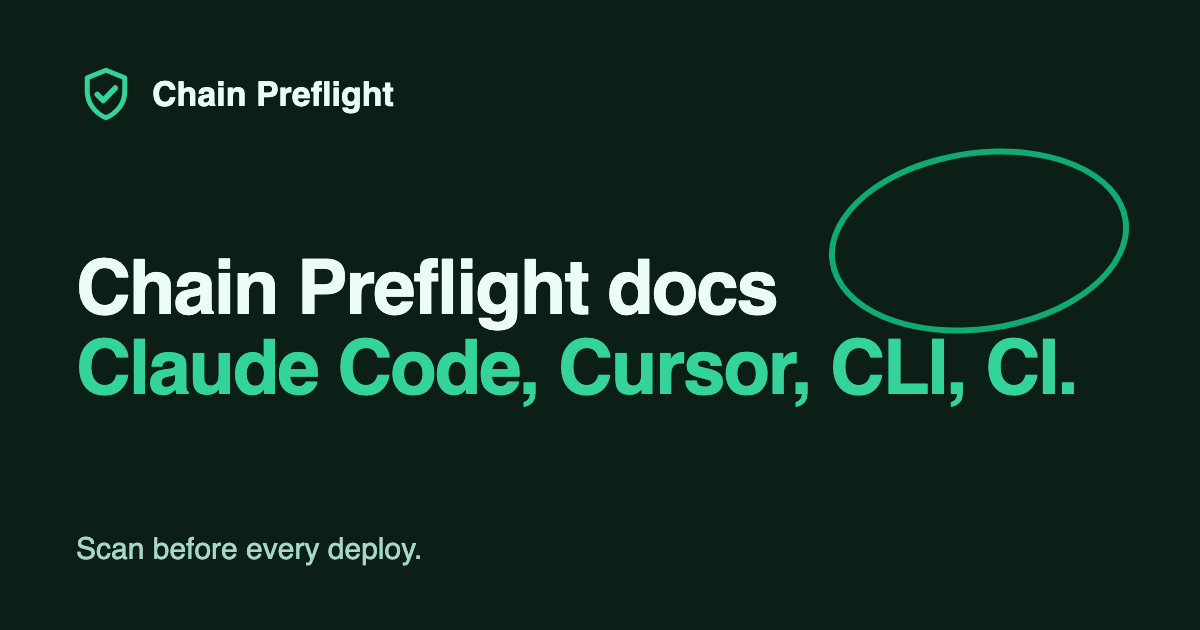 Chain Preflight
Chain Preflight docs
Claude Code, Cursor, CLI, CI.
Scan before every deploy.